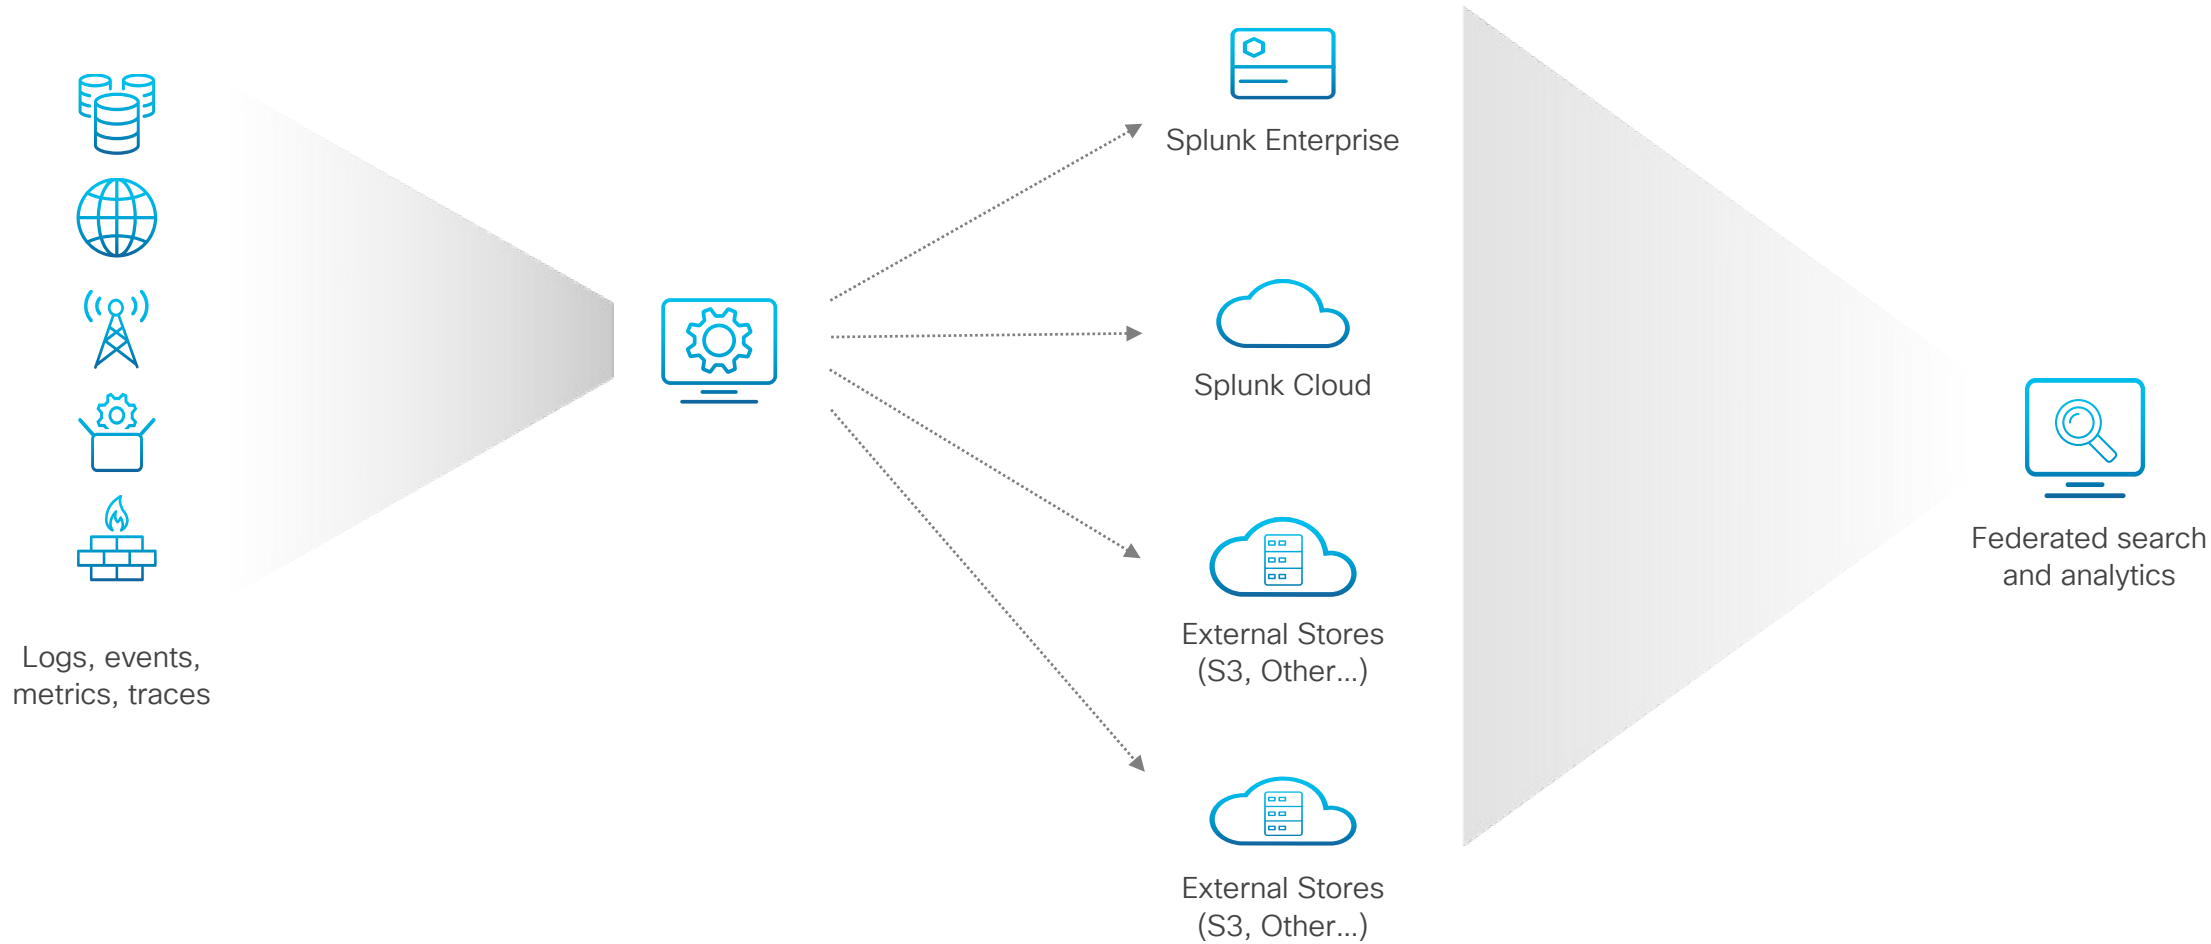 Logs, events,
metrics, traces
Splunk Enterprise
Splunk Cloud
External Stores
(S3, Other...)
External Stores
(S3, Other...)
Federated search
and analytics